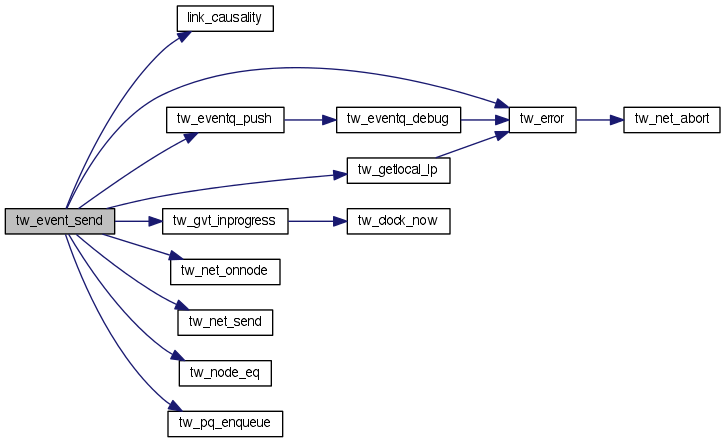 link_causality
tw_eventq_push
tw_eventq_debug
tw_error
tw_net_abort
tw_getlocal_lp
tw_event_send
tw_gvt_inprogress
tw_clock_now
tw_net_onnode
tw_net_send
tw_node_eq
tw_pq_enqueue